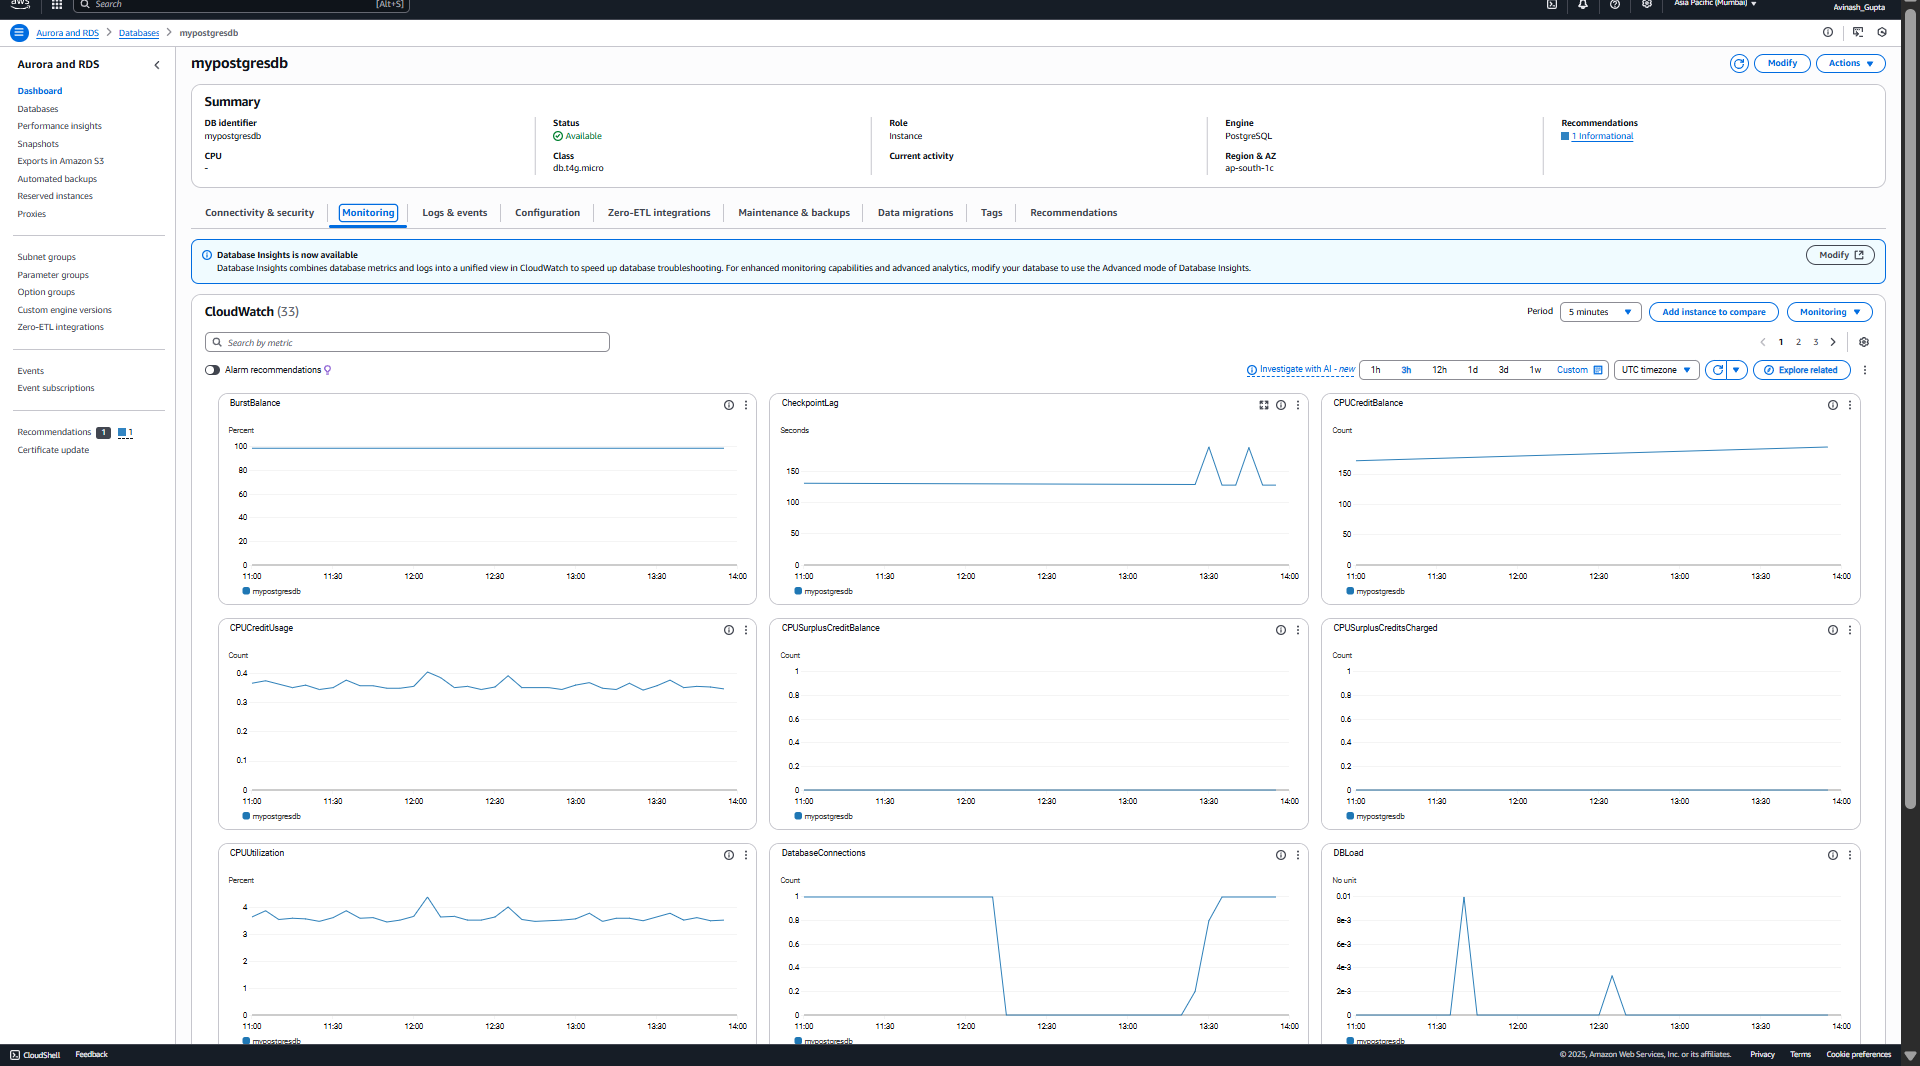 aws
Search [Alt+S]
Asia Pacific (Mumbai)
Avinash_Gupta
Aurora and RDS > Databases > mypostgresdb
Aurora and RDS
Dashboard
Databases
Performance insights
Snapshots
Exports in Amazon S3
Automated backups
Reserved instances
Proxies
Subnet groups
Parameter groups
Option groups
Custom engine versions
Zero-ETL integrations
Events
Event subscriptions
Recommendations 1 1
Certificate update
mypostgresdb
Modify
Actions
Summary
DB identifier
mypostgresdb
CPU
-
Status
Available
Class
db.t4g.micro
Role
Instance
Current activity
Engine
PostgreSQL
Region & AZ
ap-south-1c
Recommendations
1 Informational
Connectivity & security
Monitoring
Logs & events
Configuration
Zero-ETL integrations
Maintenance & backups
Data migrations
Tags
Recommendations
Database Insights is now available
Database Insights combines database metrics and logs into a unified view in CloudWatch to speed up database troubleshooting. For enhanced monitoring capabilities and advanced analytics, modify your database to use the Advanced mode of Database Insights.
Modify
CloudWatch (33)
Period
5 minutes
Add instance to compare
Monitoring
Search by metric
1 2 3
Alarm recommendations
Investigate with AI - new
1h 3h 12h 1d 3d 1w Custom
UTC timezone
Explore related
BurstBalance
Percent
100
80
60
40
20
0
11:00 11:30 12:00 12:30 13:00 13:30 14:00
mypostgresdb
CheckpointLag
Seconds
150
100
50
0
11:00 11:30 12:00 12:30 13:00 13:30 14:00
mypostgresdb
CPUCreditBalance
Count
150
100
50
0
11:00 11:30 12:00 12:30 13:00 13:30 14:00
mypostgresdb
CPUCreditUsage
Count
0.4
0.3
0.2
0.1
0
11:00 11:30 12:00 12:30 13:00 13:30 14:00
mypostgresdb
CPUSurplusCreditBalance
Count
1
0.8
0.6
0.4
0.2
0
11:00 11:30 12:00 12:30 13:00 13:30 14:00
mypostgresdb
CPUSurplusCreditsCharged
Count
1
0.8
0.6
0.4
0.2
0
11:00 11:30 12:00 12:30 13:00 13:30 14:00
mypostgresdb
CPUUtilization
Percent
4
3
2
1
0
11:00 11:30 12:00 12:30 13:00 13:30 14:00
mypostgresdb
DatabaseConnections
Count
1
0.8
0.6
0.4
0.2
0
11:00 11:30 12:00 12:30 13:00 13:30 14:00
mypostgresdb
DBLoad
No unit
0.01
8e-3
6e-3
4e-3
2e-3
0
11:00 11:30 12:00 12:30 13:00 13:30 14:00
mypostgresdb
CloudShell
Feedback
© 2025, Amazon Web Services, Inc. or its affiliates.
Privacy
Terms
Cookie preferences